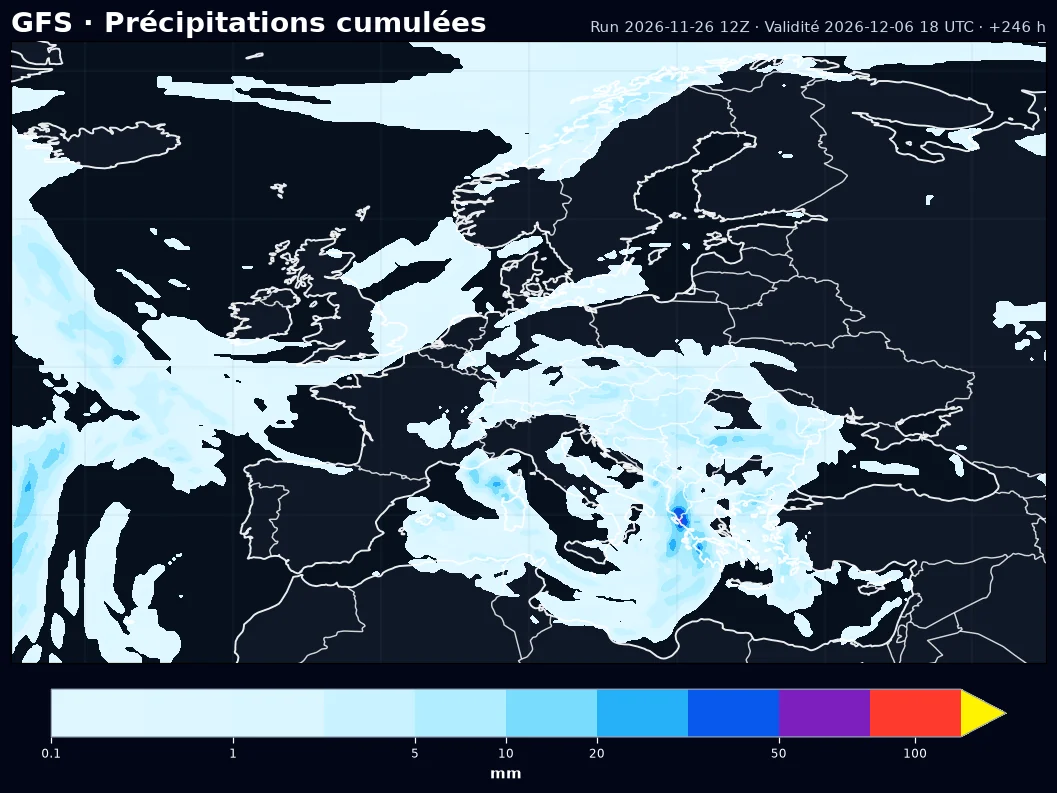 GFS · Précipitations cumulées
Run 2026-11-26 12Z · Validité 2026-12-06 18 UTC · +246 h
0.1 1 5 10 20 50 100
mm